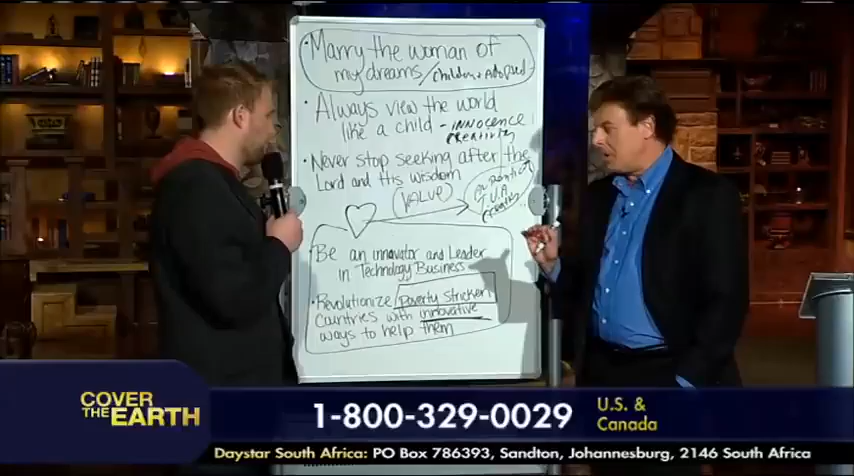 • Marry the woman of
my dreams / children + Adopted
• Always view the world
like a child - INNOCENCE
CREATIVITY
• Never stop seeking after the
Lord and His wisdom
(VALUE)
• Be an innovator and Leader
in Technology Business
• Revolutionize / Poverty Stricken
Countries with innovative
ways to help them
COVER
THE EARTH
1-800-329-0029
U.S. &
Canada
Daystar South Africa: PO Box 786393, Sandton, Johannesburg, 2146 South Africa